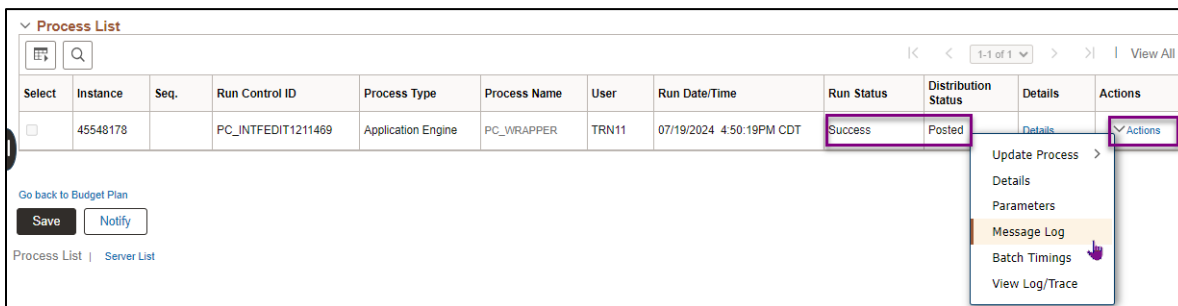 Process List
1-1 of 1
View All
Select Instance Seq. Run Control ID Process Type Process Name User Run Date/Time Run Status Distribution Status Details Actions
45548178 PC_INTFEDIT1211469 Application Engine PC_WRAPPER TRN11 07/19/2024 4:50:19PM CDT Success Posted Details Actions
Update Process
Details
Parameters
Message Log
Batch Timings
View Log/Trace
Go back to Budget Plan
Save Notify
Process List | Server List